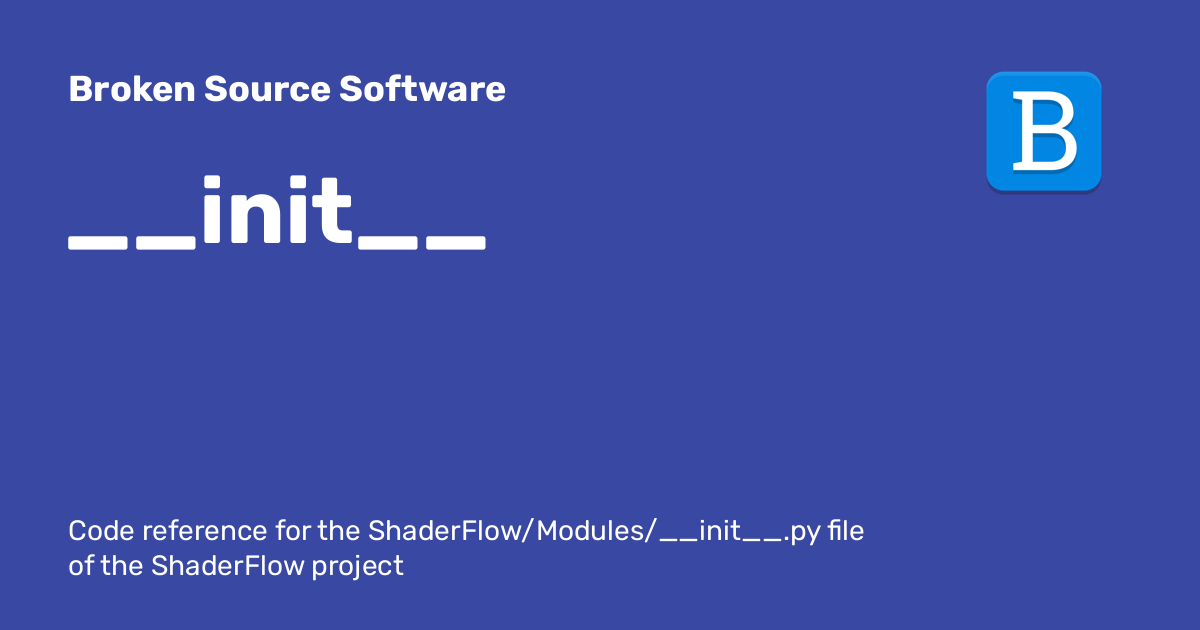 Broken Source Software
B
__init__
Code reference for the ShaderFlow/Modules/__init__.py file
of the ShaderFlow project